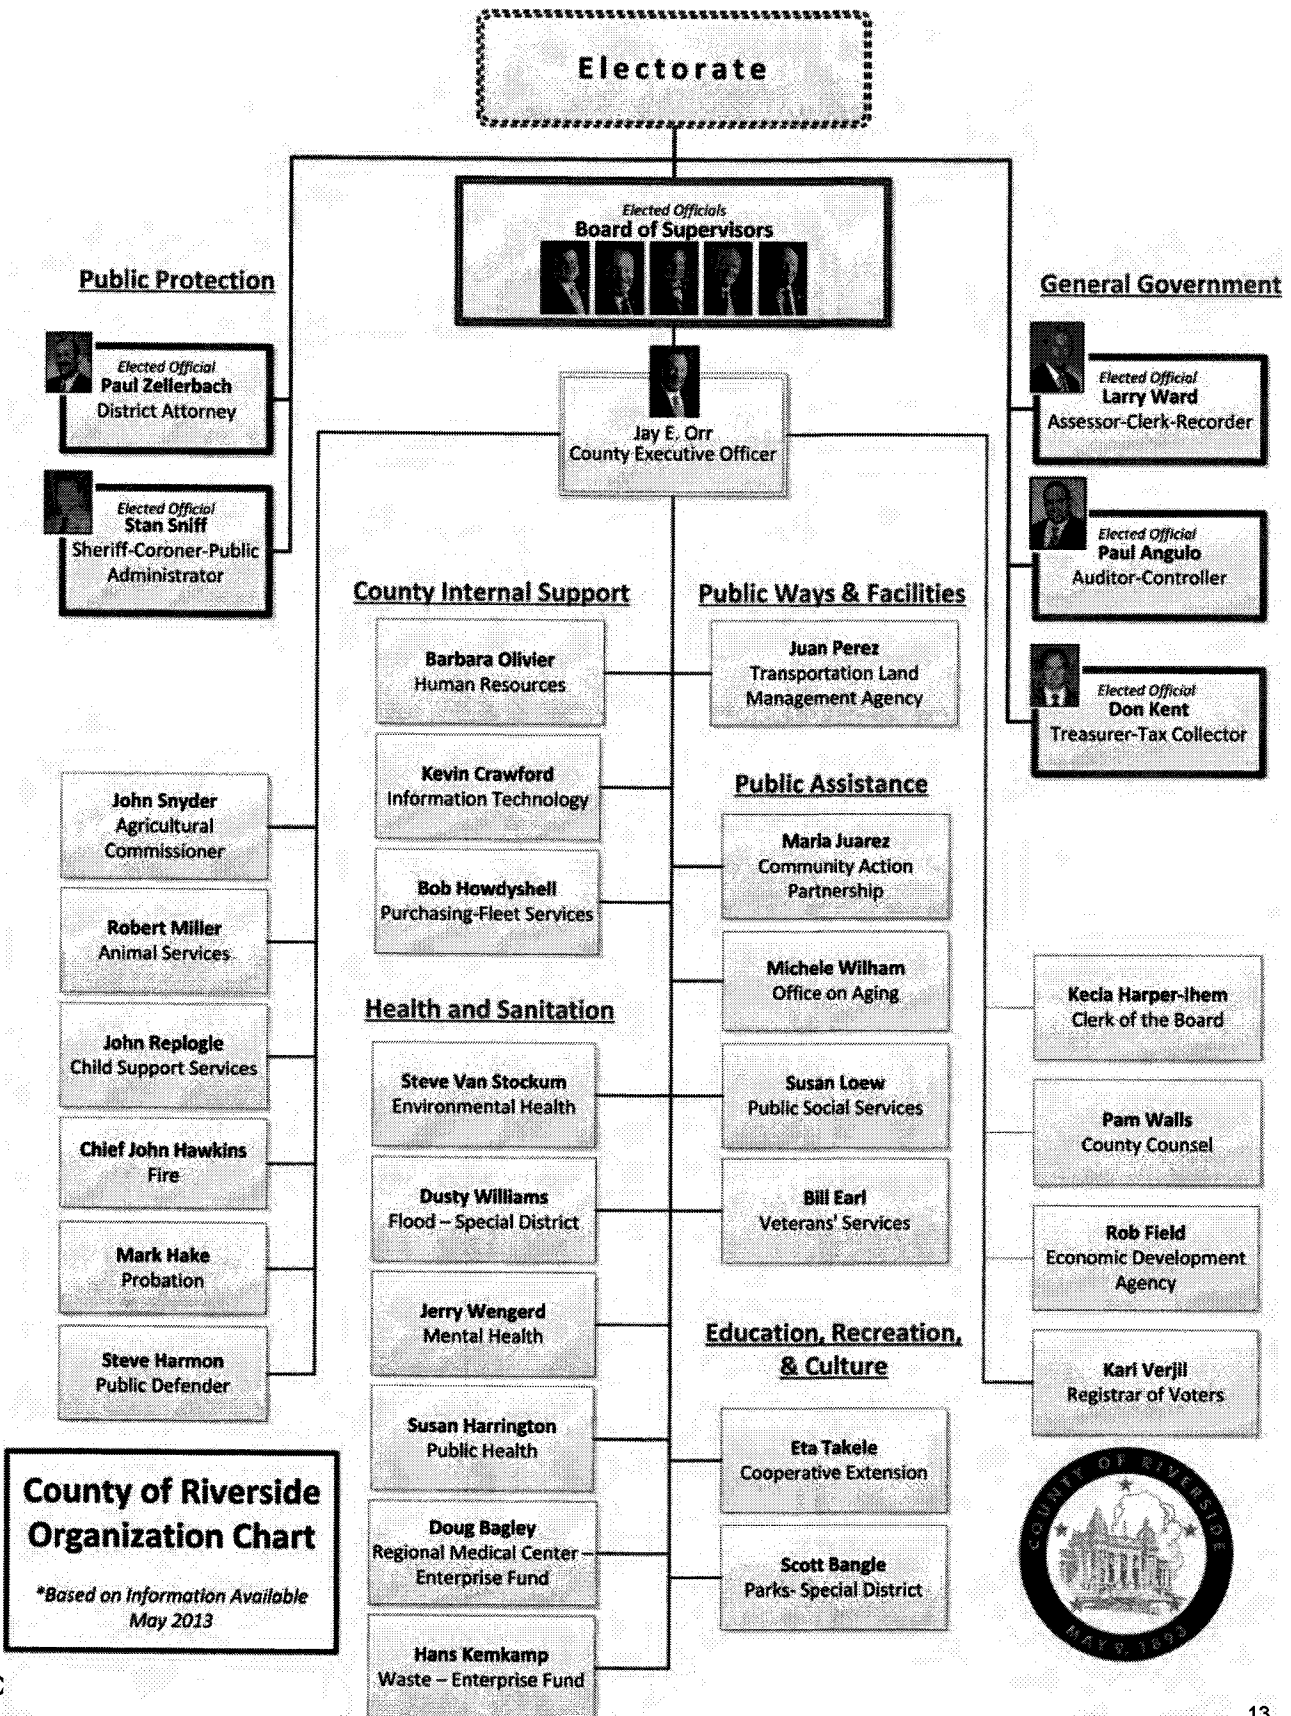 Electorate
Elected Officials
Board of Supervisors
Jay E. Orr
County Executive Officer
Public Protection
Elected Official
Paul Zellerbach
District Attorney
Elected Official
Stan Sniff
Sheriff-Coroner-Public
Administrator
John Snyder
Agricultural
Commissioner
Robert Miller
Animal Services
John Replogle
Child Support Services
Chief John Hawkins
Fire
Mark Hake
Probation
Steve Harmon
Public Defender
County Internal Support
Barbara Olivier
Human Resources
Kevin Crawford
Information Technology
Bob Howdyshell
Purchasing-Fleet Services
Health and Sanitation
Steve Van Stockum
Environmental Health
Dusty Williams
Flood – Special District
Jerry Wengerd
Mental Health
Susan Harrington
Public Health
Doug Bagley
Regional Medical Center
Enterprise Fund
Hans Kemkamp
Waste – Enterprise Fund
Public Ways & Facilities
Juan Perez
Transportation Land
Management Agency
Public Assistance
Maria Juarez
Community Action
Partnership
Michele Wilham
Office on Aging
Susan Loew
Public Social Services
Bill Earl
Veterans' Services
Education, Recreation,
& Culture
Eta Takele
Cooperative Extension
Scott Bangle
Parks- Special District
General Government
Elected Official
Larry Ward
Assessor-Clerk-Recorder
Elected Official
Paul Angulo
Auditor-Controller
Elected Official
Don Kent
Treasurer-Tax Collector
Kecia Harper-Ihem
Clerk of the Board
Pam Walls
County Counsel
Rob Field
Economic Development
Agency
Kari Verjil
Registrar of Voters
County of Riverside
Organization Chart
*Based on Information Available
May 2013
COUNTY OF RIVERSIDE
MAY 9, 1893
13